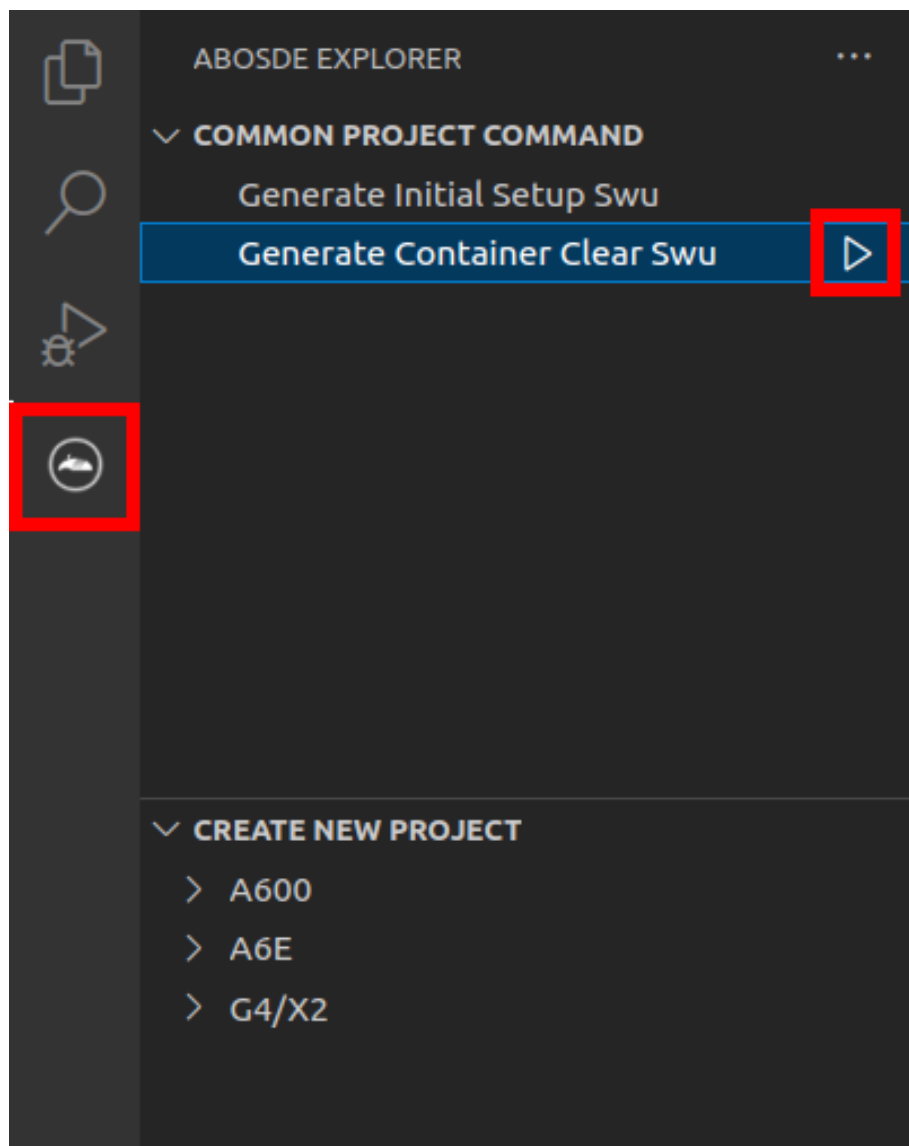 ABOSDE EXPLORER
COMMON PROJECT COMMAND
Generate Initial Setup Swu
Generate Container Clear Swu
CREATE NEW PROJECT
A600
A6E
G4/X2